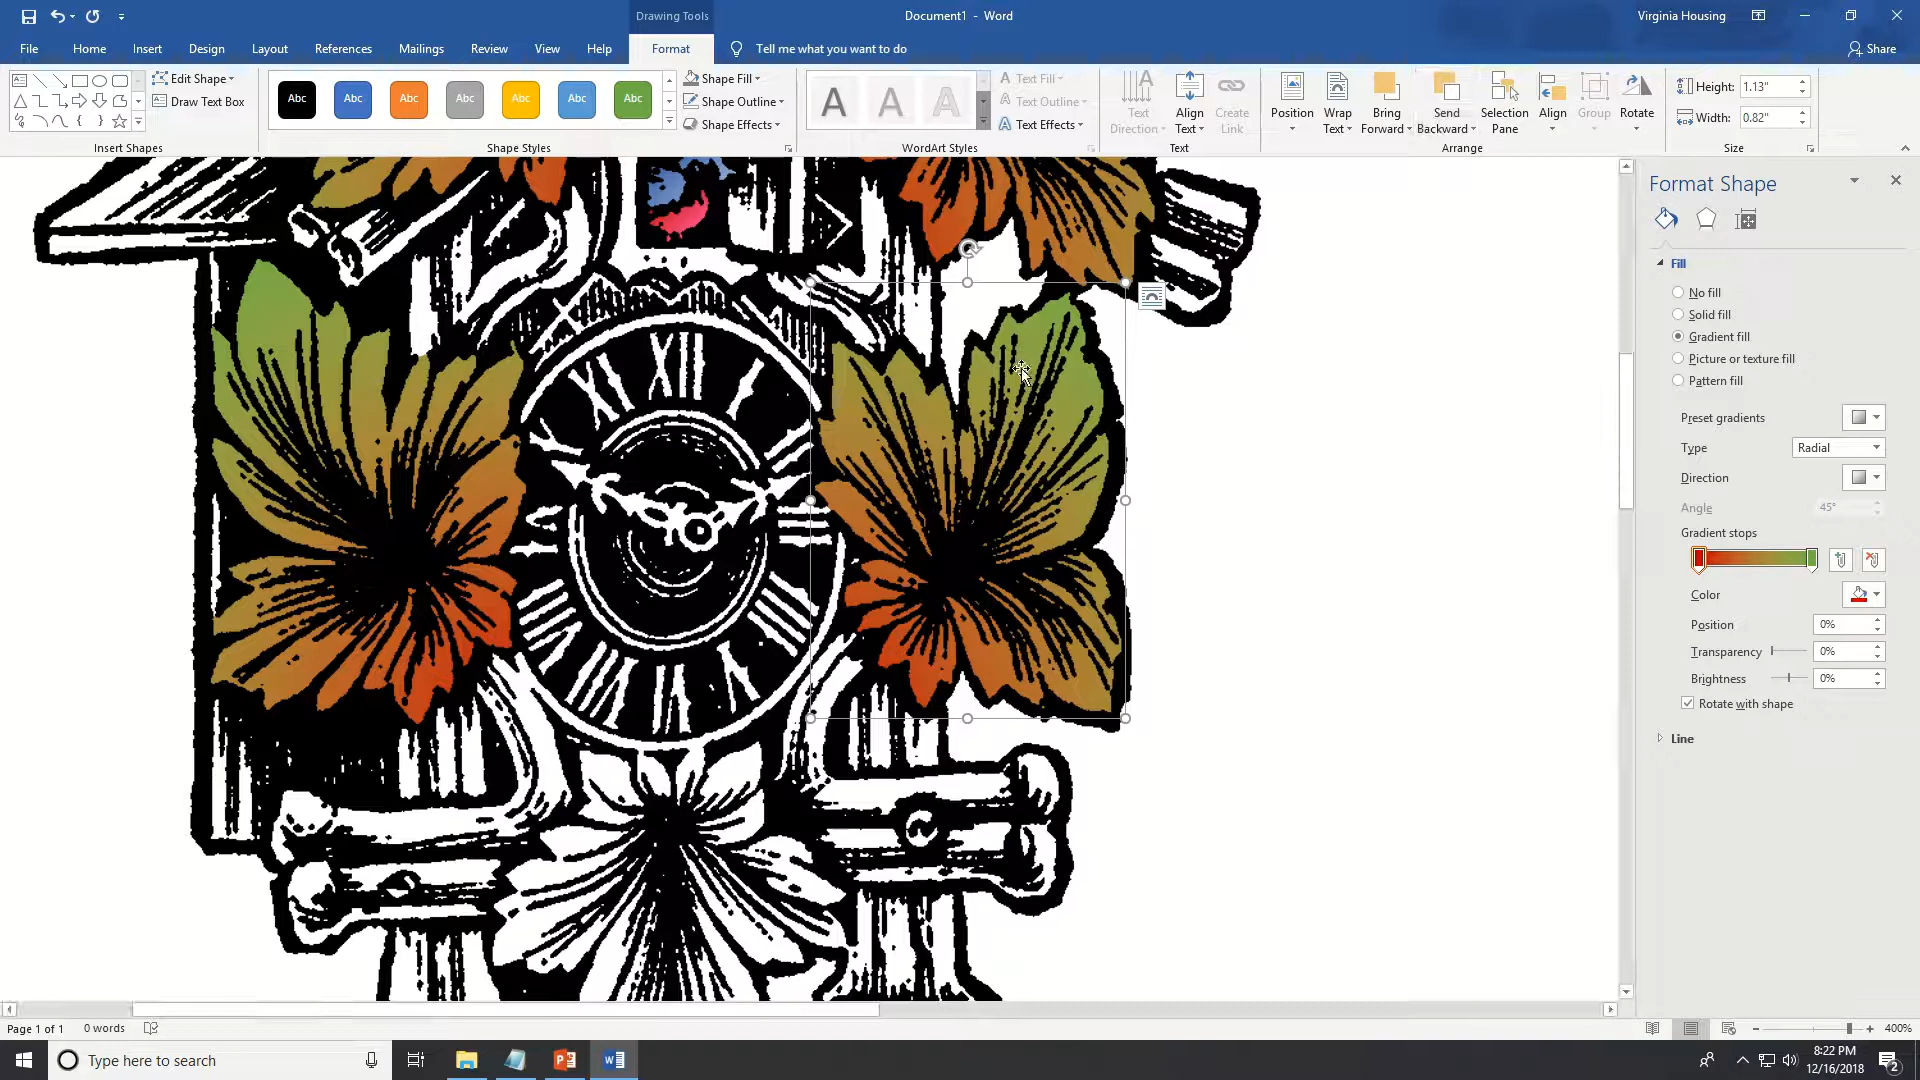 Drawing Tools
Document1 - Word
Virginia Housing
File Home Insert Design Layout References Mailings Review View Help Format Tell me what you want to do Share
Edit Shape
Draw Text Box
Insert Shapes
Abc Abc Abc Abc Abc Abc Abc
Shape Fill
Shape Outline
Shape Effects
Shape Styles
A A A
Text Fill
Text Outline
Text Effects
WordArt Styles
Text Direction
Align Text
Create Link
Text
Position
Wrap Text
Bring Forward
Send Backward
Selection Pane
Align
Group
Rotate
Arrange
Height: 1.13"
Width: 0.82"
Size
Format Shape
Fill
No fill
Solid fill
Gradient fill
Picture or texture fill
Pattern fill
Preset gradients
Type Radial
Direction
Angle 45°
Gradient stops
Color
Position 0%
Transparency 0%
Brightness 0%
Rotate with shape
Line
Page 1 of 1 0 words
400%
Type here to search
8:22 PM
12/16/2018
2